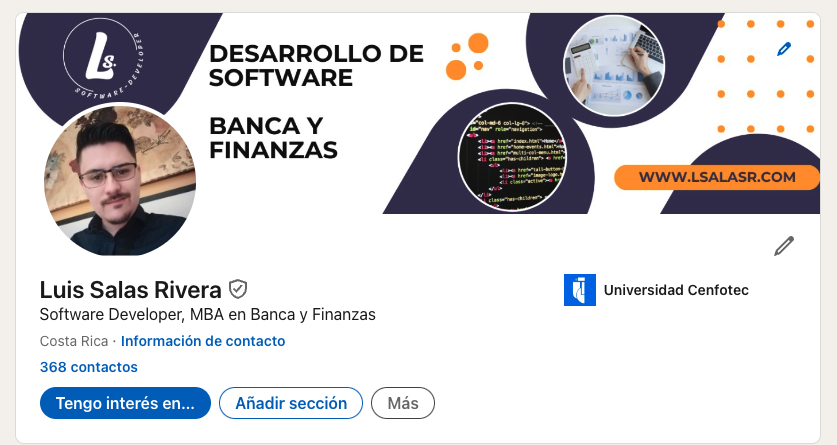 Ls.
SOFTWARE-DEVELOPER
DESARROLLO DE
SOFTWARE
BANCA Y
FINANZAS
WWW.LSALASR.COM
Luis Salas Rivera
Universidad Cenfotec
Software Developer, MBA en Banca y Finanzas
Costa Rica · Información de contacto
368 contactos
Tengo interés en...
Añadir sección
Más